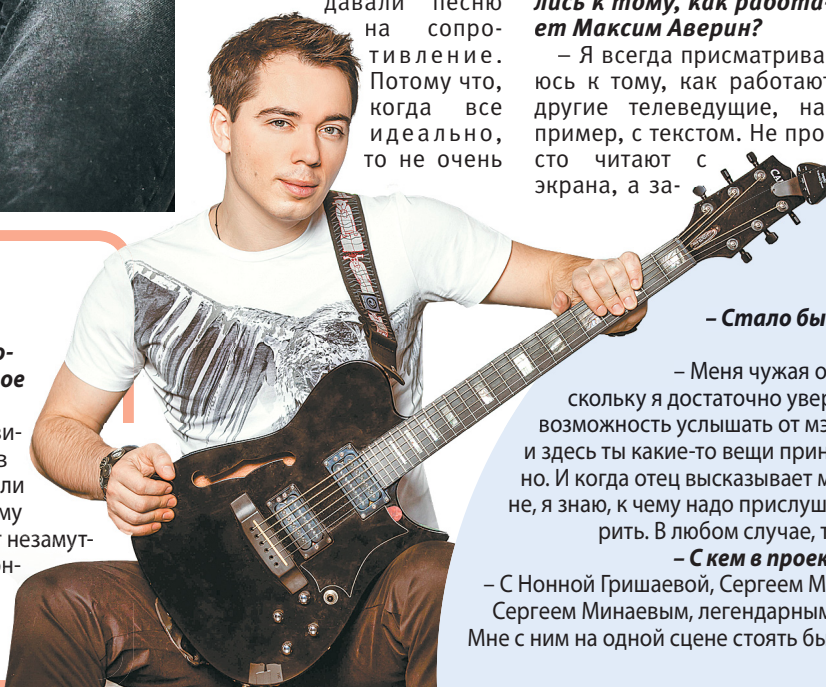 давали песню
на сопро-
тивление.
Потому что,
когда все
идеально,
то не очень
лись к тому, как работа-
ет Максим Аверин?
– Я всегда присматрива-
юсь к тому, как работают
другие телеведущие, на-
пример, с текстом. Не про-
сто читают с
экрана, а за-
о-
ое
ви-
в
ли
му
незамут-
он-
– Стало бы
– Меня чужая о
скольку я достаточно увер
возможность услышать от мэ
и здесь ты какие-то вещи прин
но. И когда отец высказывает м
не, я знаю, к чему надо прислуш
рить. В любом случае, т
– С кем в проек
– С Нонной Гришаевой, Сергеем М
Сергеем Минаевым, легендарным
Мне с ним на одной сцене стоять бы